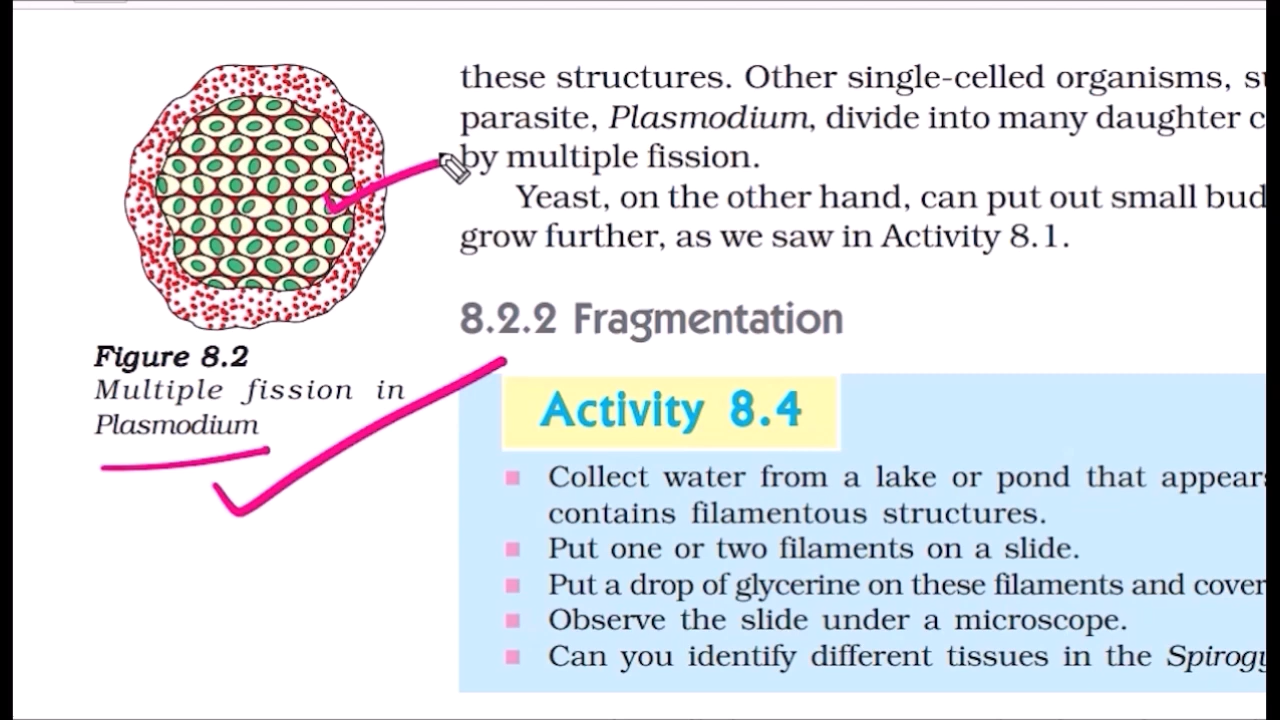 these structures. Other single-celled organisms,
parasite, Plasmodium, divide into many daughter
by multiple fission.
Yeast, on the other hand, can put out small
grow further, as we saw in Activity 8.1.
Figure 8.2
Multiple fission in
Plasmodium
8.2.2 Fragmentation
Activity 8.4
Collect water from a lake or pond that
contains filamentous structures.
Put one or two filaments on a slide.
Put a drop of glycerine on these filaments and cover
Observe the slide under a microscope.
Can you identify different tissues in the